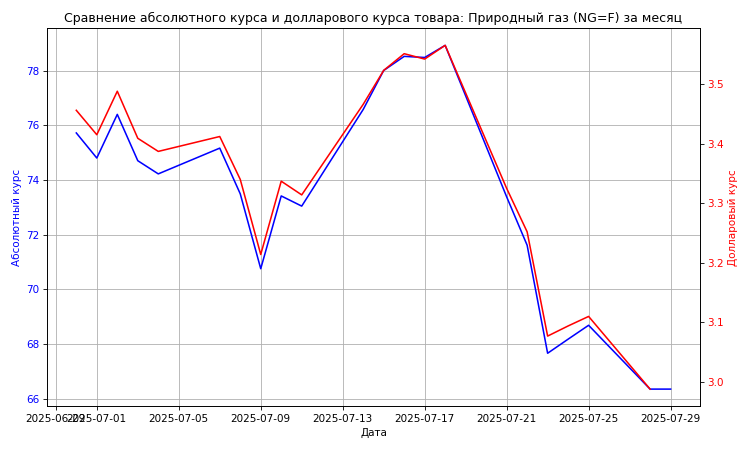 Сравнение абсолютного курса и долларового курса товара: Природный газ (NG=F) за месяц
78
76
74
72
70
68
66
Абсолютный курс
3.5
3.4
3.3
3.2
3.1
3.0
Долларовый курс
2025-06-29 2025-07-01 2025-07-05 2025-07-09 2025-07-13 2025-07-17 2025-07-21 2025-07-25 2025-07-29
Дата